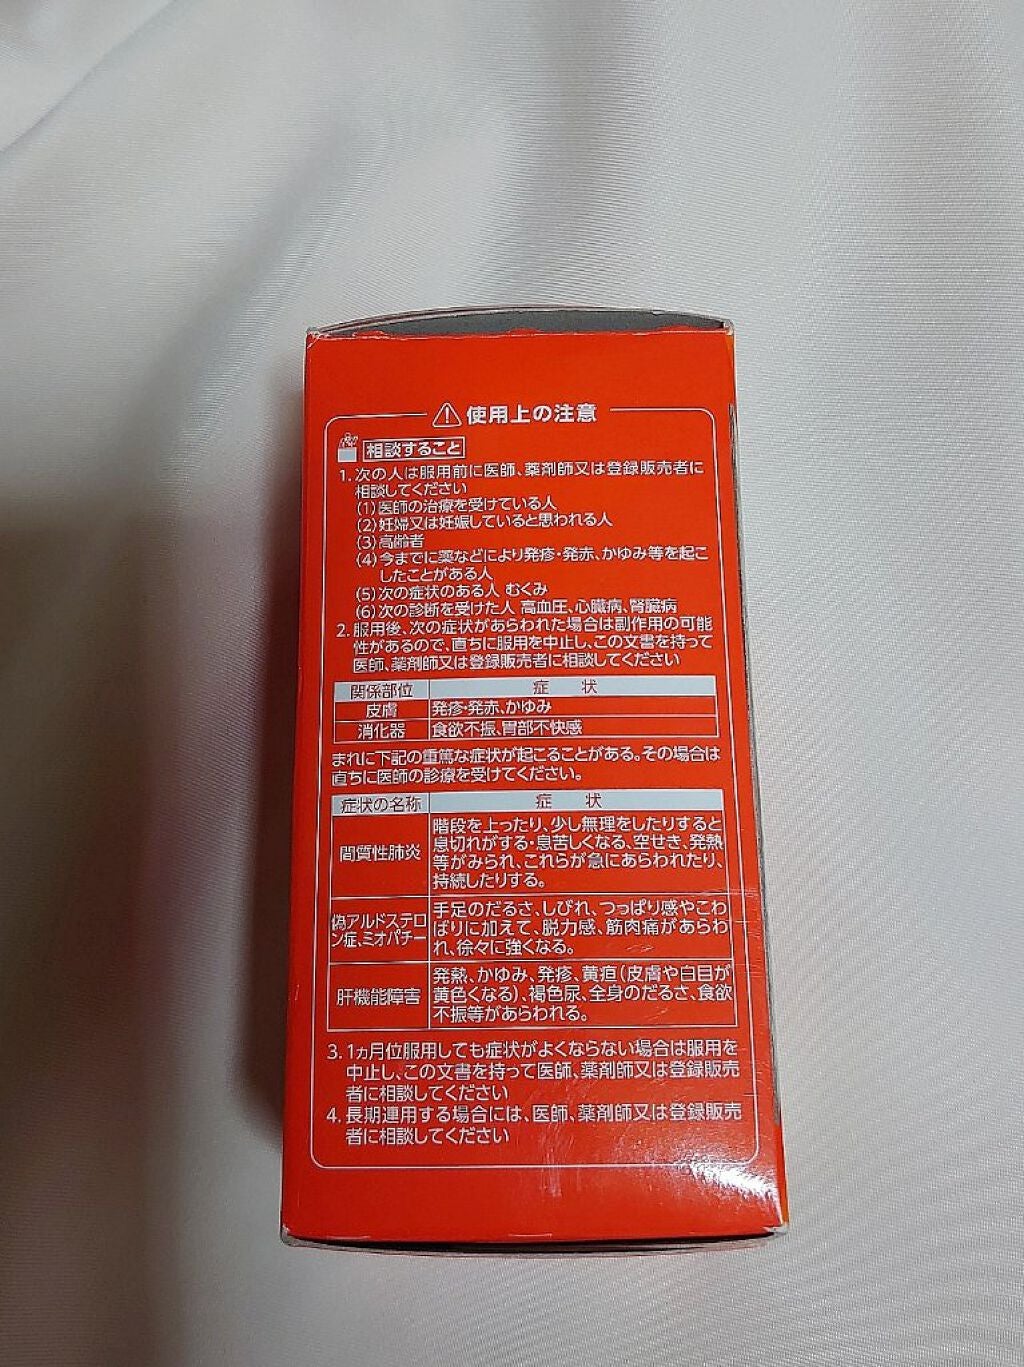 使用上の注意
相談すること
1. 次の人は服用前に医師、薬剤師又は登録販売者に
相談してください
(1)医師の治療を受けている人
(2)妊婦又は妊娠していると思われる人
(3)高齢者
(4)今までに薬などにより発疹・発赤、かゆみ等を起こ
したことがある人
(5)次の症状のある人 むくみ
(6)次の診断を受けた人 高血圧、心臓病、腎臓病
2. 服用後、次の症状があらわれた場合は副作用の可能
性があるので、直ちに服用を中止し、この文書を持って
医師、薬剤師又は登録販売者に相談してください
関係部位 症状
皮膚 発疹・発赤、かゆみ
消化器 食欲不振、胃部不快感
まれに下記の重篤な症状が起こることがある。その場合は
直ちに医師の診療を受けてください。
症状の名称 症状
間質性肺炎
階段を上ったり、少し無理をしたりすると
息切れがする・息苦しくなる、空せき、発熱
等がみられ、これらが急にあらわれたり、
持続したりする。
偽アルドステロ
ン症、ミオパチー
手足のだるさ、しびれ、つっぱり感やこわ
ばりに加えて、脱力感、筋肉痛があらわ
れ、徐々に強くなる。
肝機能障害
発熱、かゆみ、発疹、黄疸(皮膚や白目が
黄色くなる)、褐色尿、全身のだるさ、食欲
不振等があらわれる。
3. 1ヵ月位服用しても症状がよくならない場合は服用を
中止し、この文書を持って医師、薬剤師又は登録販売
者に相談してください
4. 長期連用する場合には、医師、薬剤師又は登録販売
者に相談してください